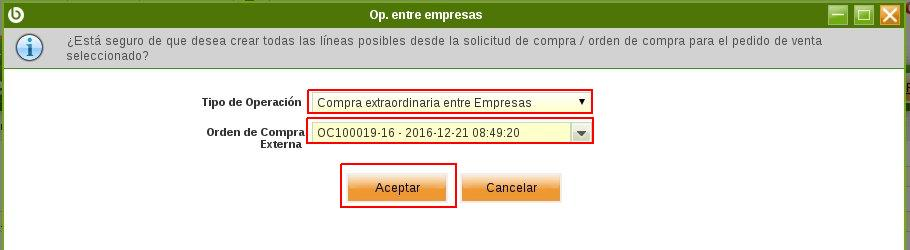 Op. entre empresas
¿Está seguro de que desea crear todas las líneas posibles desde la solicitud de compra / orden de compra para el pedido de venta
seleccionado?
Tipo de Operación Compra extraordinaria entre Empresas
Orden de Compra OC100019-16 - 2016-12-21 08:49:20
Externa
Aceptar Cancelar